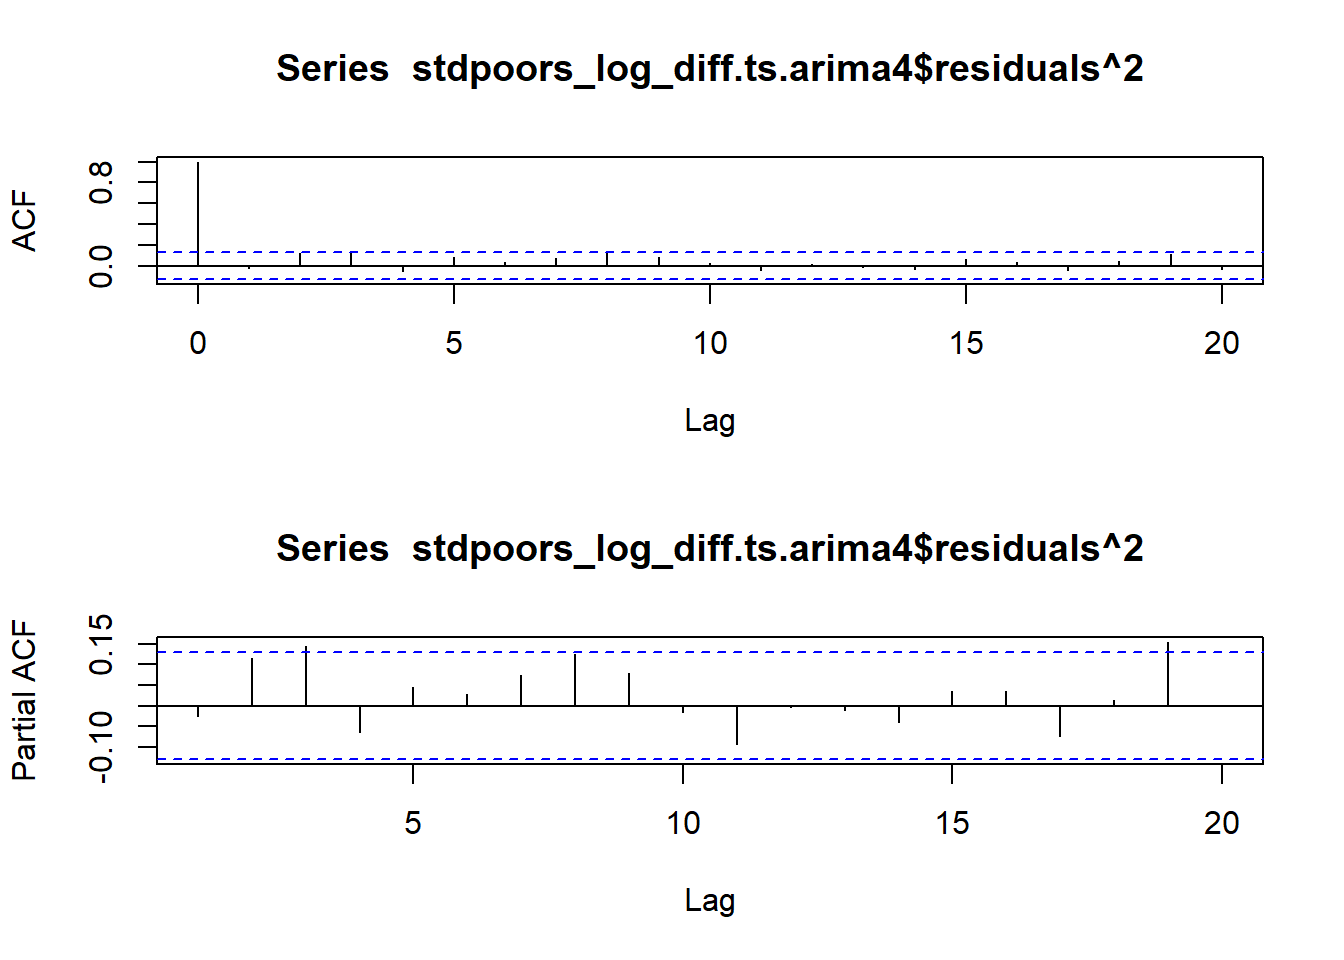 Series  stdpoors_log_diff.ts.arima4$residuals^2
ACF
0.8
0.0
0 5 10 15 20
Lag
Series  stdpoors_log_diff.ts.arima4$residuals^2
Partial ACF
0.15
-0.10
5 10 15 20
Lag